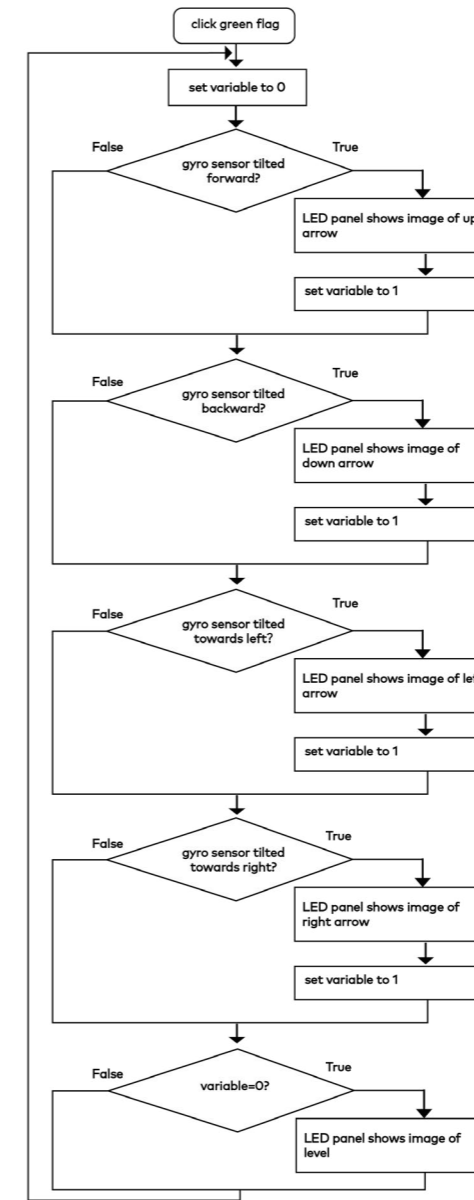 click green flag
set variable to 0
False
True
gyro sensor tilted
forward?
LED panel shows image of up
arrow
set variable to 1
False
True
gyro sensor tilted
backward?
LED panel shows image of
down arrow
set variable to 1
False
True
gyro sensor tilted
towards left?
LED panel shows image of
arrow
set variable to 1
False
True
gyro sensor tilted
towards right?
LED panel shows image of
right arrow
set variable to 1
False
True
variable=0?
LED panel shows image of
level